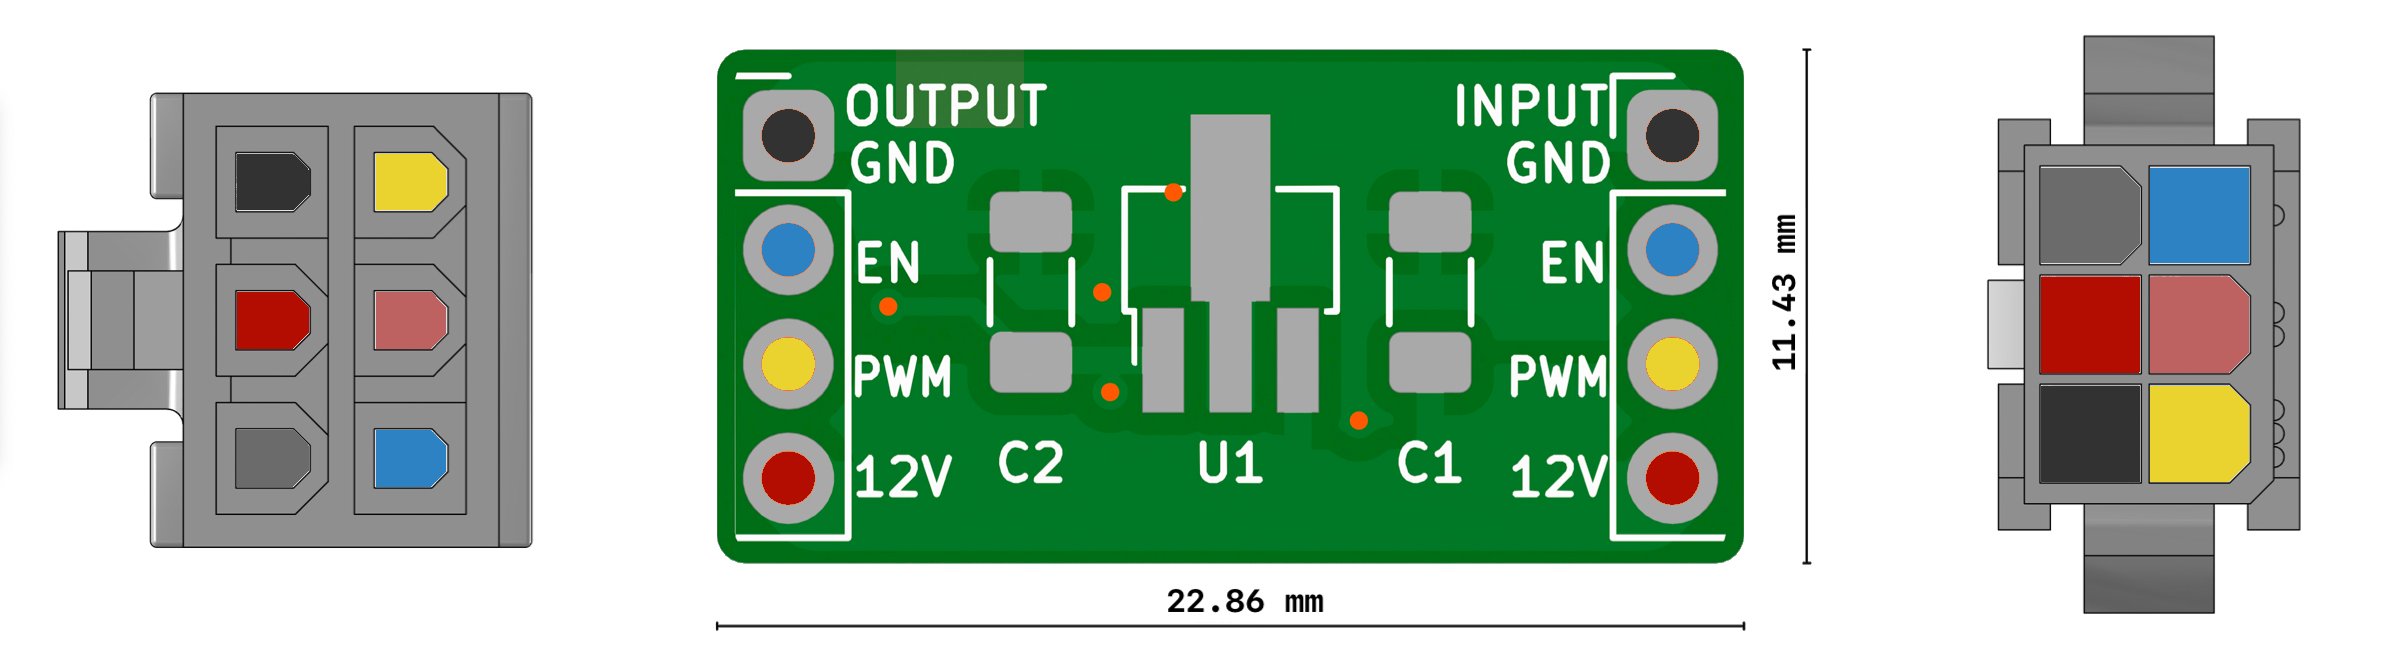 OUTPUT
GND
EN
PWM
12V
C2
U1
C1
INPUT
GND
EN
PWM
12V
11.43 mm
22.86 mm